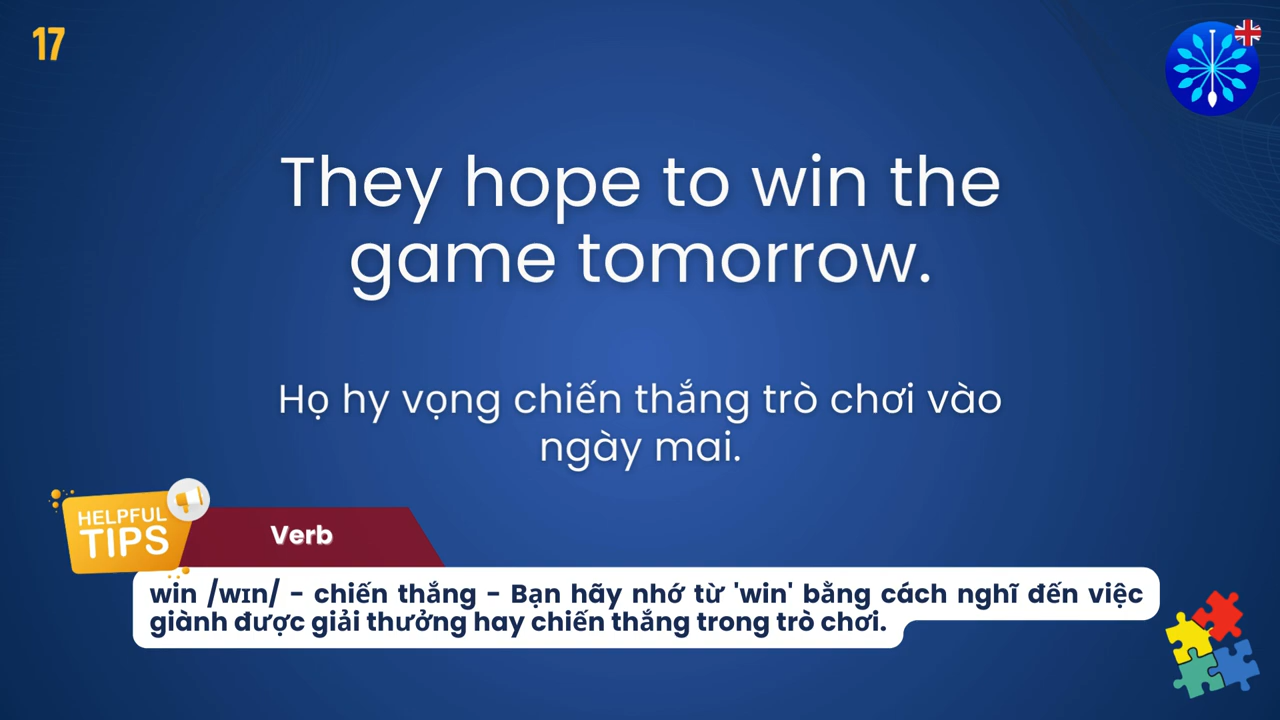 17
They hope to win the
game tomorrow.
Họ hy vọng chiến thắng trò chơi vào
ngày mai.
HELPFUL
TIPS
Verb
win /wɪn/ - chiến thắng - Bạn hãy nhớ từ 'win' bằng cách nghĩ đến việc
giành được giải thưởng hay chiến thắng trong trò chơi.